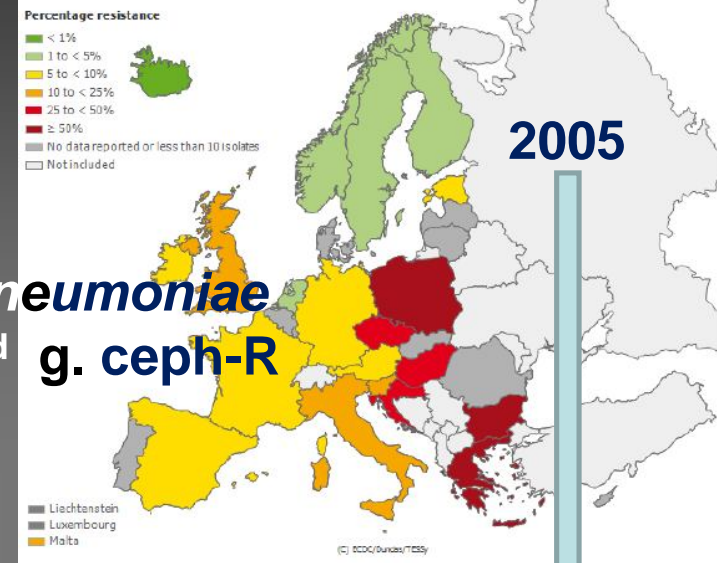 Percentage resistance
< 1%
1 to < 5%
5 to < 10%
10 to < 25%
25 to < 50%
≥ 50%
No data reported or less than 10 isolates
Not included
2005
neumoniae
d
g. ceph-R
Liechtenstein
Luxembourg
Malta
(C) ECDC/Dundas/TESSy